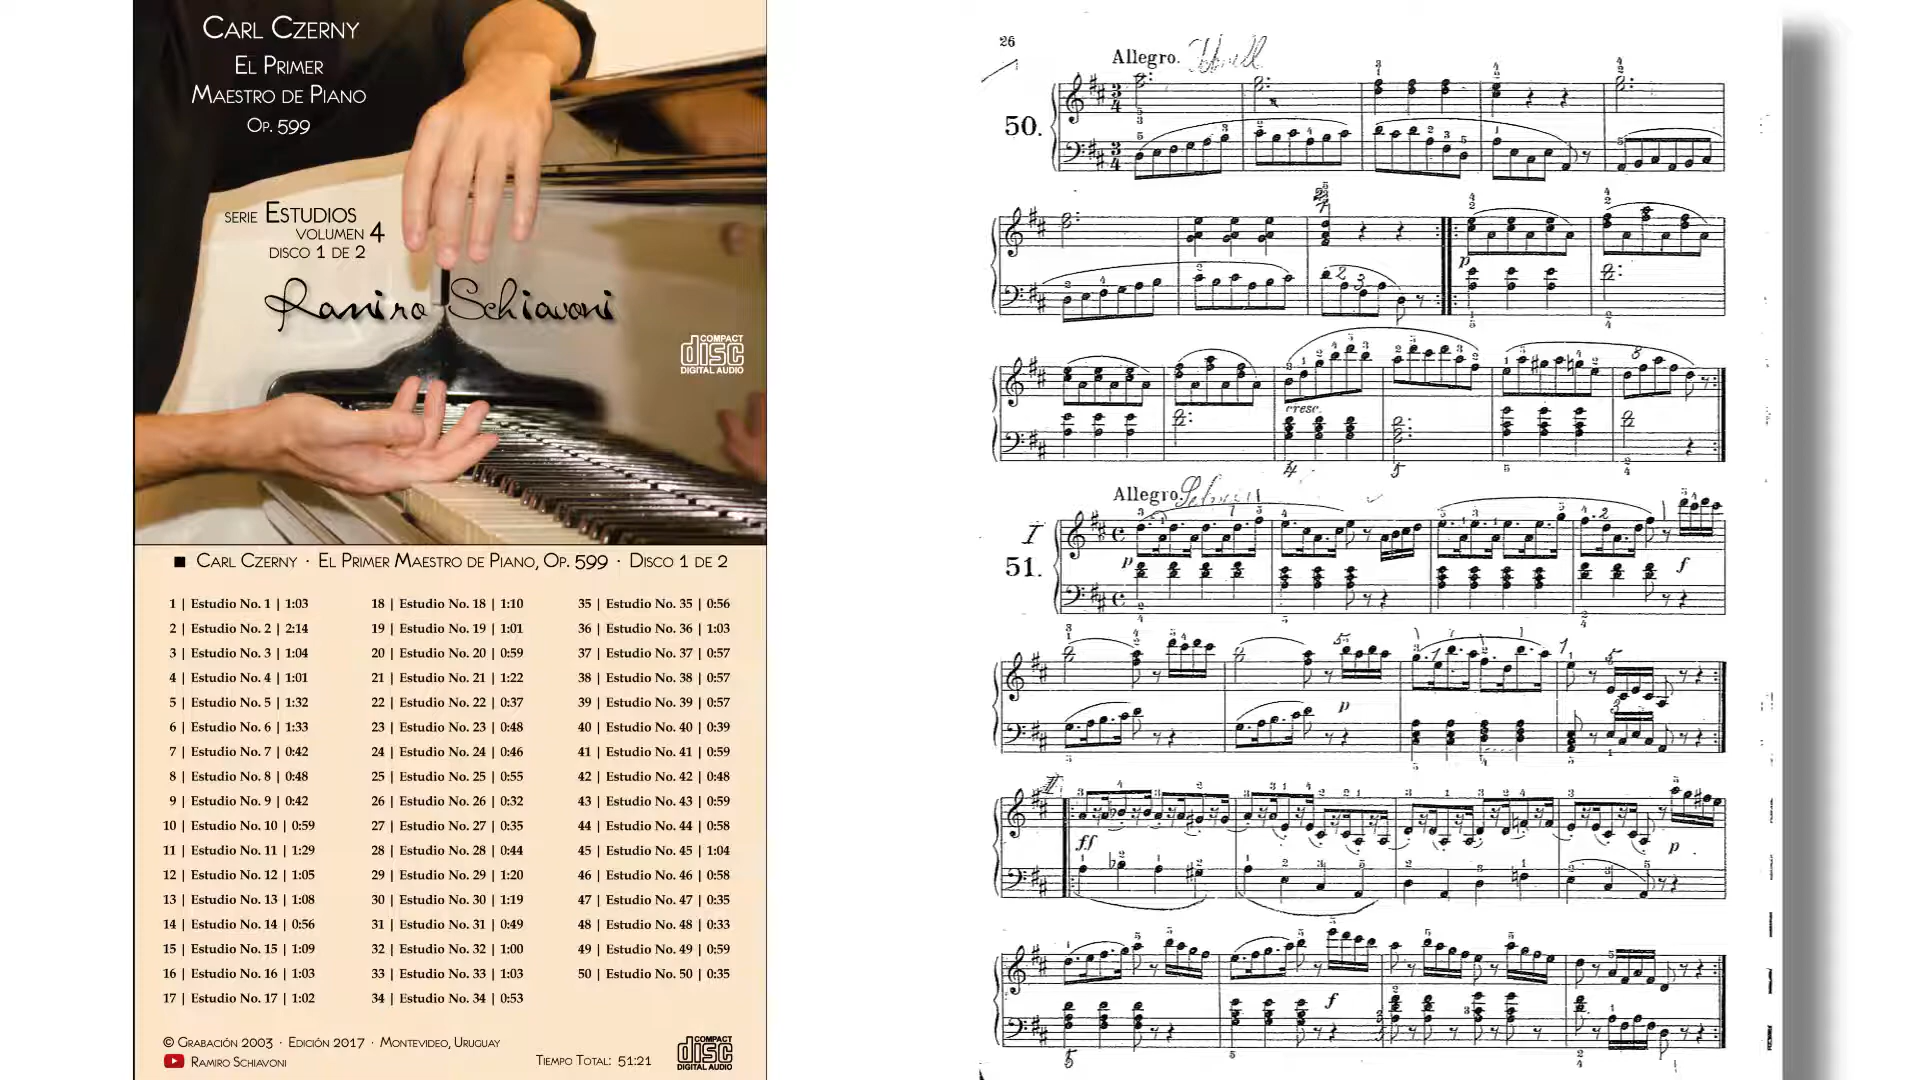 CARL CZERNY
EL PRIMER
MAESTRO DE PIANO
OP. 599
SERIE ESTUDIOS
VOLUMEN 4
DISCO 1 DE 2
Ramiro Schiavoni
COMPACT
disc
DIGITAL AUDIO
■ CARL CZERNY · EL PRIMER MAESTRO DE PIANO, OP. 599 · DISCO 1 DE 2
1 | Estudio No. 1 | 1:03
2 | Estudio No. 2 | 2:14
3 | Estudio No. 3 | 1:04
4 | Estudio No. 4 | 1:01
5 | Estudio No. 5 | 1:32
6 | Estudio No. 6 | 1:33
7 | Estudio No. 7 | 0:42
8 | Estudio No. 8 | 0:48
9 | Estudio No. 9 | 0:42
10 | Estudio No. 10 | 0:59
11 | Estudio No. 11 | 1:29
12 | Estudio No. 12 | 1:05
13 | Estudio No. 13 | 1:08
14 | Estudio No. 14 | 0:56
15 | Estudio No. 15 | 1:09
16 | Estudio No. 16 | 1:03
17 | Estudio No. 17 | 1:02
18 | Estudio No. 18 | 1:10
19 | Estudio No. 19 | 1:01
20 | Estudio No. 20 | 0:59
21 | Estudio No. 21 | 1:22
22 | Estudio No. 22 | 0:37
23 | Estudio No. 23 | 0:48
24 | Estudio No. 24 | 0:46
25 | Estudio No. 25 | 0:55
26 | Estudio No. 26 | 0:32
27 | Estudio No. 27 | 0:35
28 | Estudio No. 28 | 0:44
29 | Estudio No. 29 | 1:20
30 | Estudio No. 30 | 1:19
31 | Estudio No. 31 | 0:49
32 | Estudio No. 32 | 1:00
33 | Estudio No. 33 | 1:03
34 | Estudio No. 34 | 0:53
35 | Estudio No. 35 | 0:56
36 | Estudio No. 36 | 1:03
37 | Estudio No. 37 | 0:57
38 | Estudio No. 38 | 0:57
39 | Estudio No. 39 | 0:57
40 | Estudio No. 40 | 0:39
41 | Estudio No. 41 | 0:59
42 | Estudio No. 42 | 0:48
43 | Estudio No. 43 | 0:59
44 | Estudio No. 44 | 0:58
45 | Estudio No. 45 | 1:04
46 | Estudio No. 46 | 0:58
47 | Estudio No. 47 | 0:35
48 | Estudio No. 48 | 0:33
49 | Estudio No. 49 | 0:59
50 | Estudio No. 50 | 0:35
© GRABACIÓN 2003 · EDICIÓN 2017 · MONTEVIDEO, URUGUAY
RAMIRO SCHIAVONI
TIEMPO TOTAL: 51:21
COMPACT
disc
DIGITAL AUDIO
26
Allegro.
50.
p
cresc.
Allegro
I
51.
p
f
p
II
ff
p
f